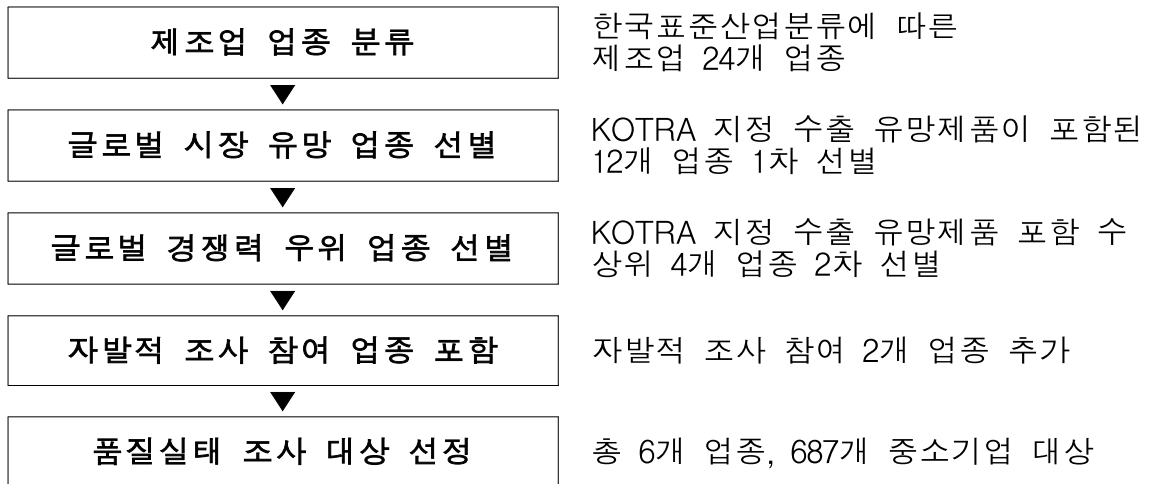 제조업 업종 분류
한국표준산업분류에 따른
제조업 24개 업종
▼
글로벌 시장 유망 업종 선별
KOTRA 지정 수출 유망제품이 포함된
12개 업종 1차 선별
▼
글로벌 경쟁력 우위 업종 선별
KOTRA 지정 수출 유망제품 포함 수
상위 4개 업종 2차 선별
▼
자발적 조사 참여 업종 포함
자발적 조사 참여 2개 업종 추가
▼
품질실태 조사 대상 선정
총 6개 업종, 687개 중소기업 대상